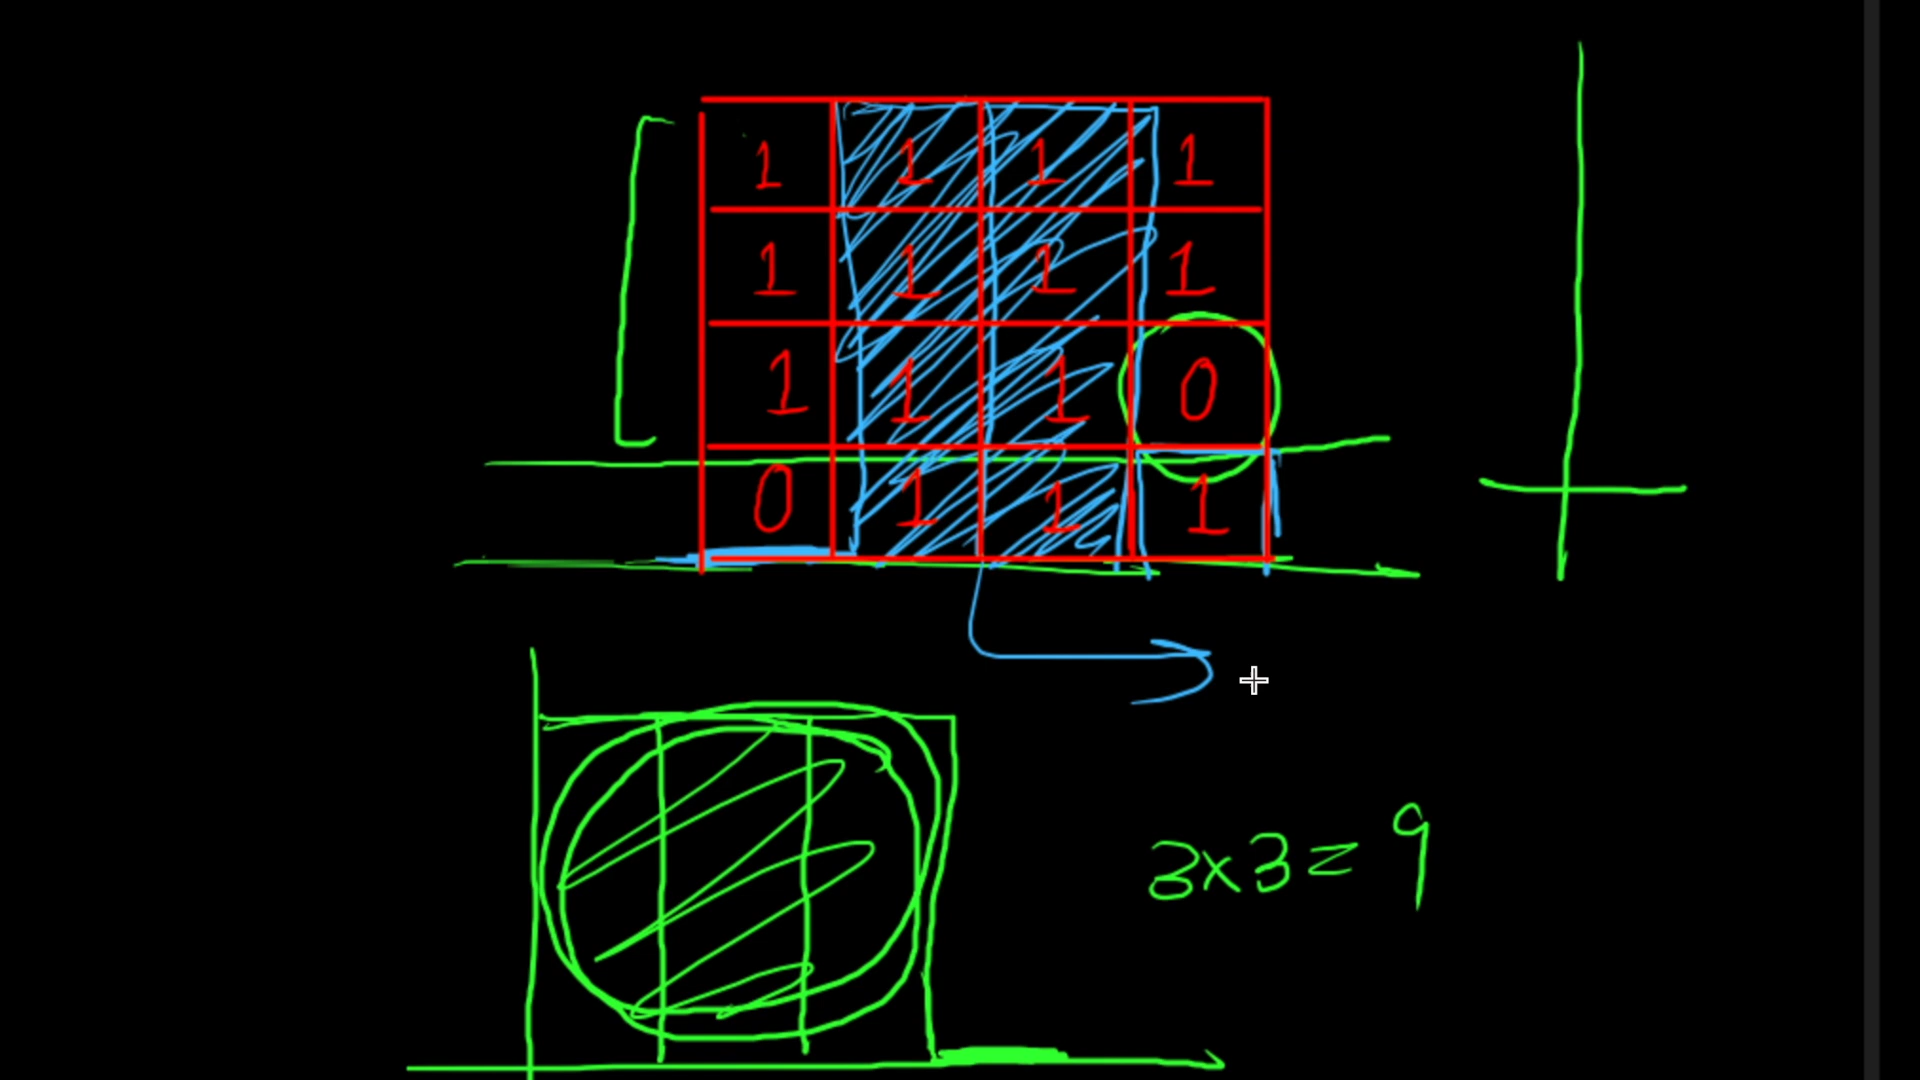 1 1 1 1
1 1 1 1
1 1 1 0
0 1 1 1
3x3=9